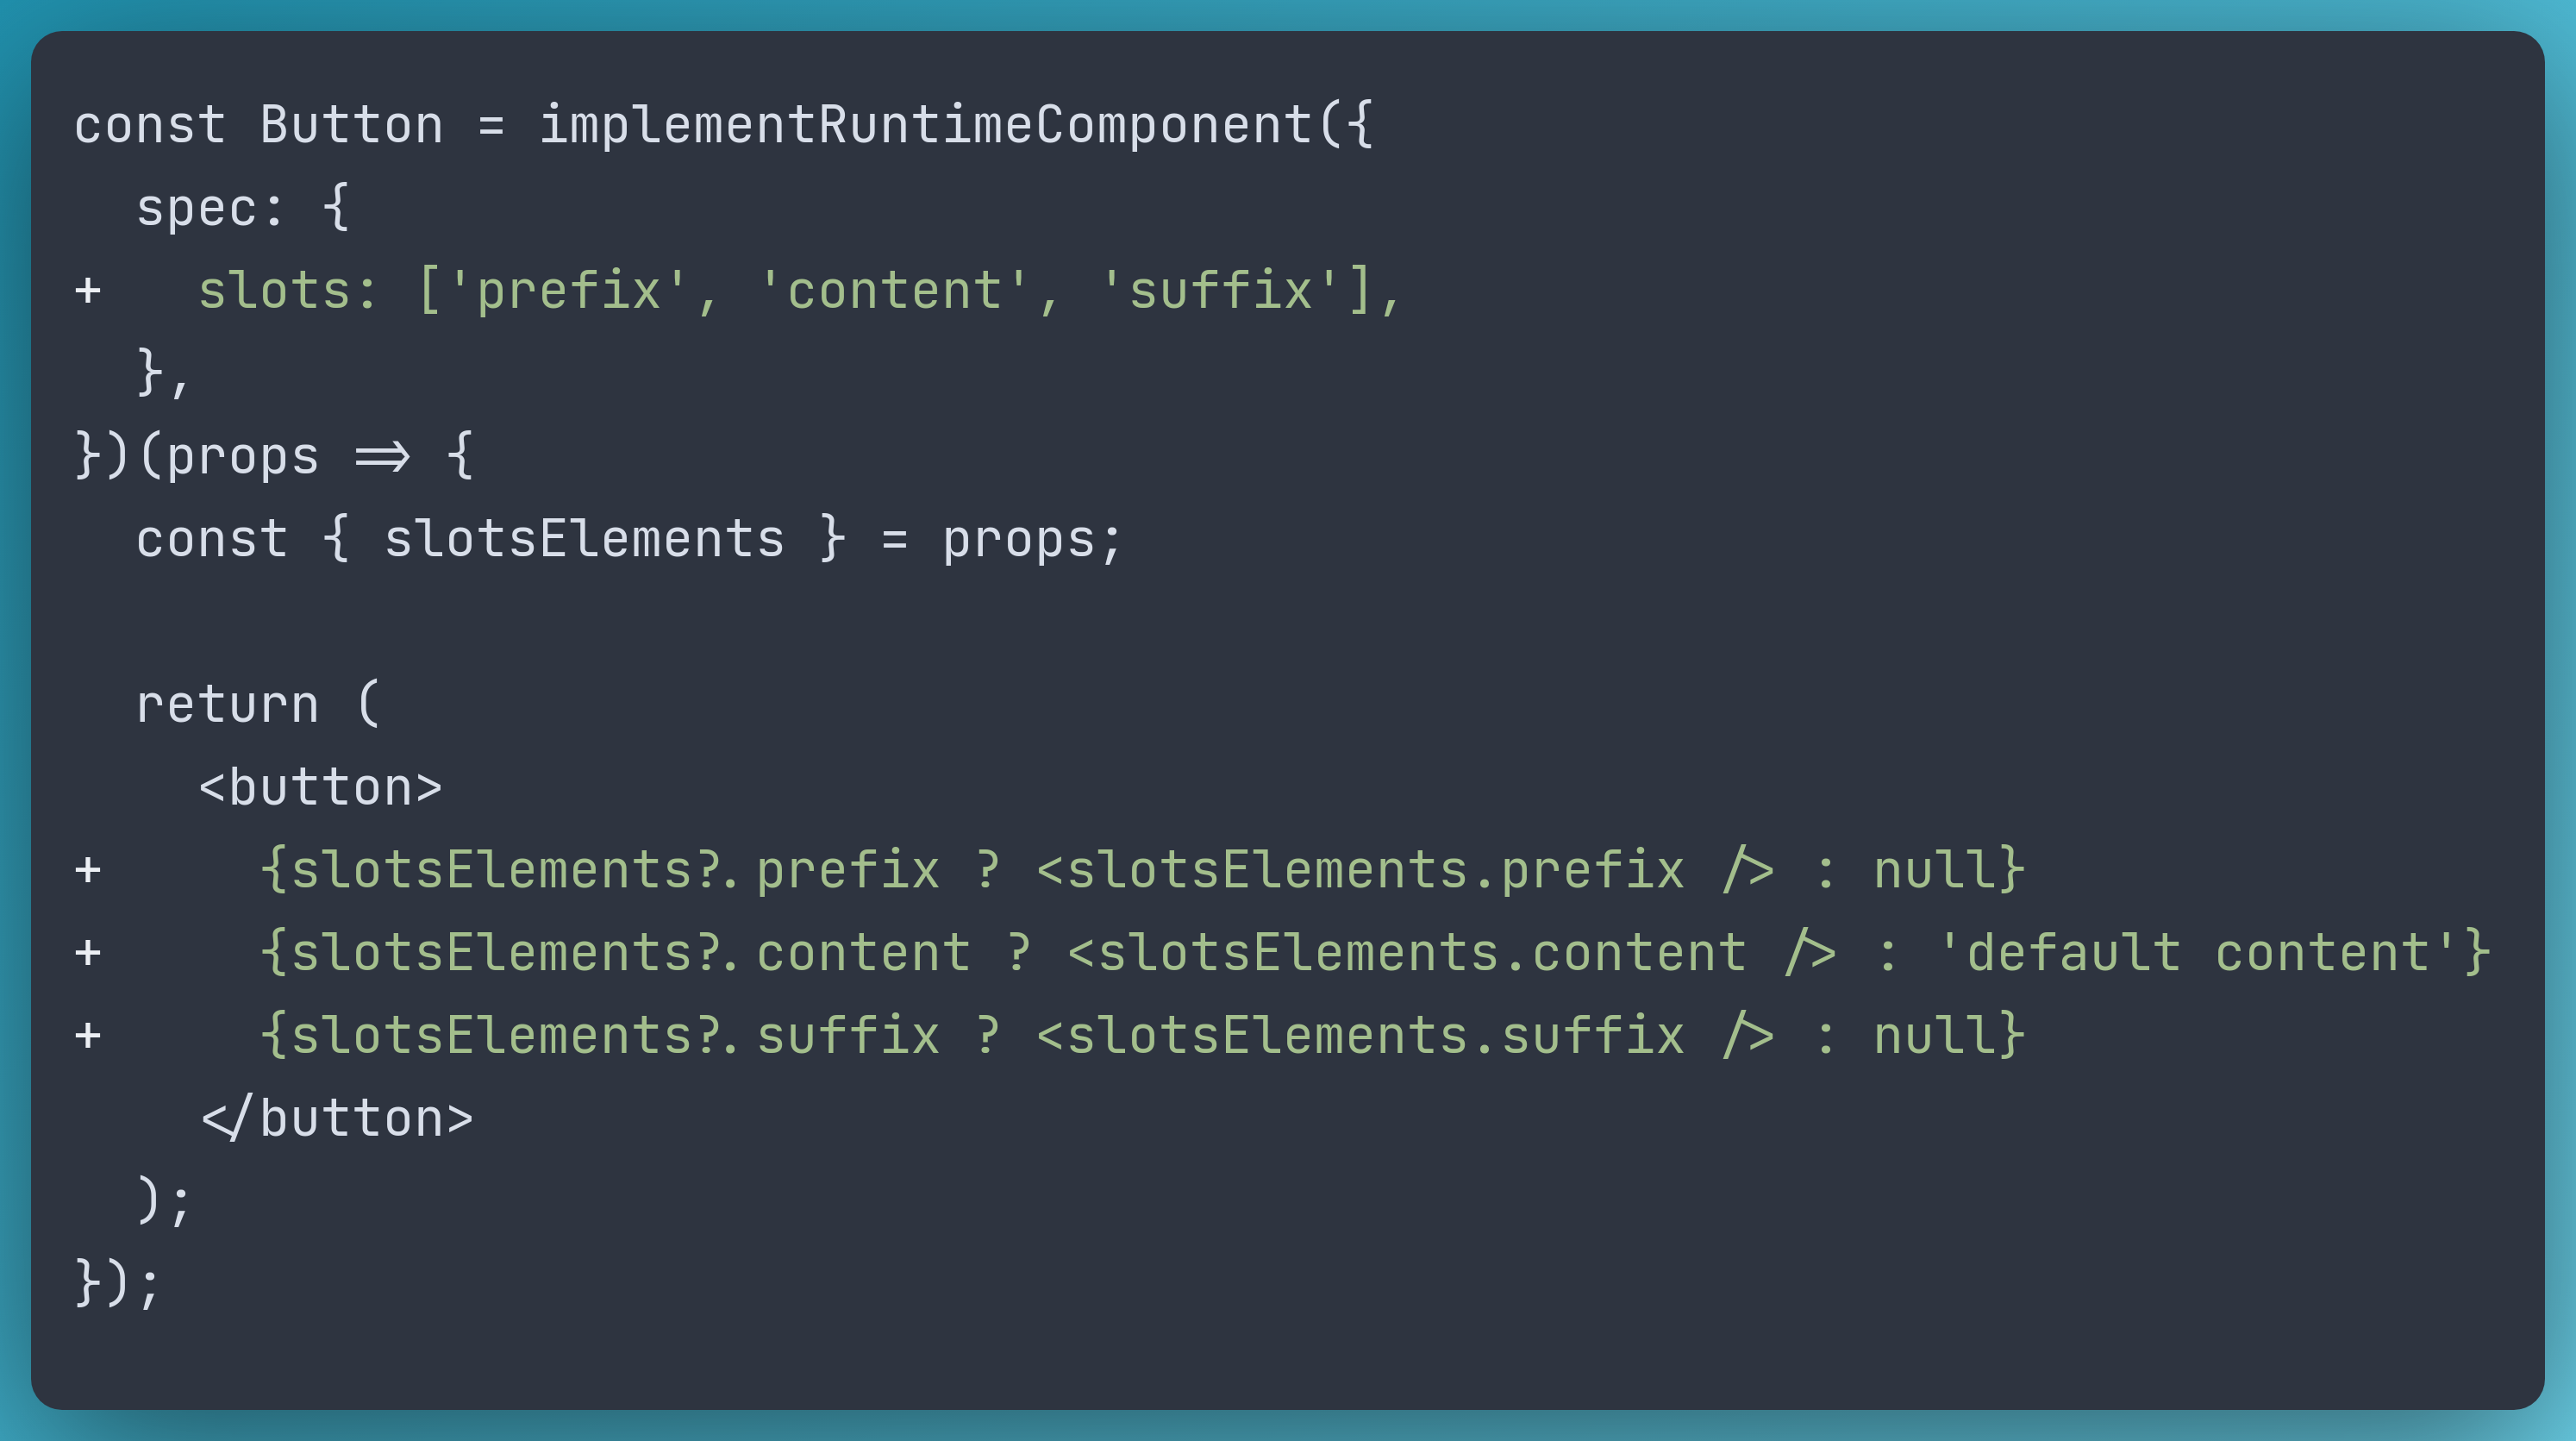 const Button = implementRuntimeComponent({
  spec: {
+   slots: ['prefix', 'content', 'suffix'],
  },
})(props => {
  const { slotsElements } = props;

  return (
    <button>
+     {slotsElements?.prefix ? <slotsElements.prefix /> : null}
+     {slotsElements?.content ? <slotsElements.content /> : 'default content'}
+     {slotsElements?.suffix ? <slotsElements.suffix /> : null}
    </button>
  );
});